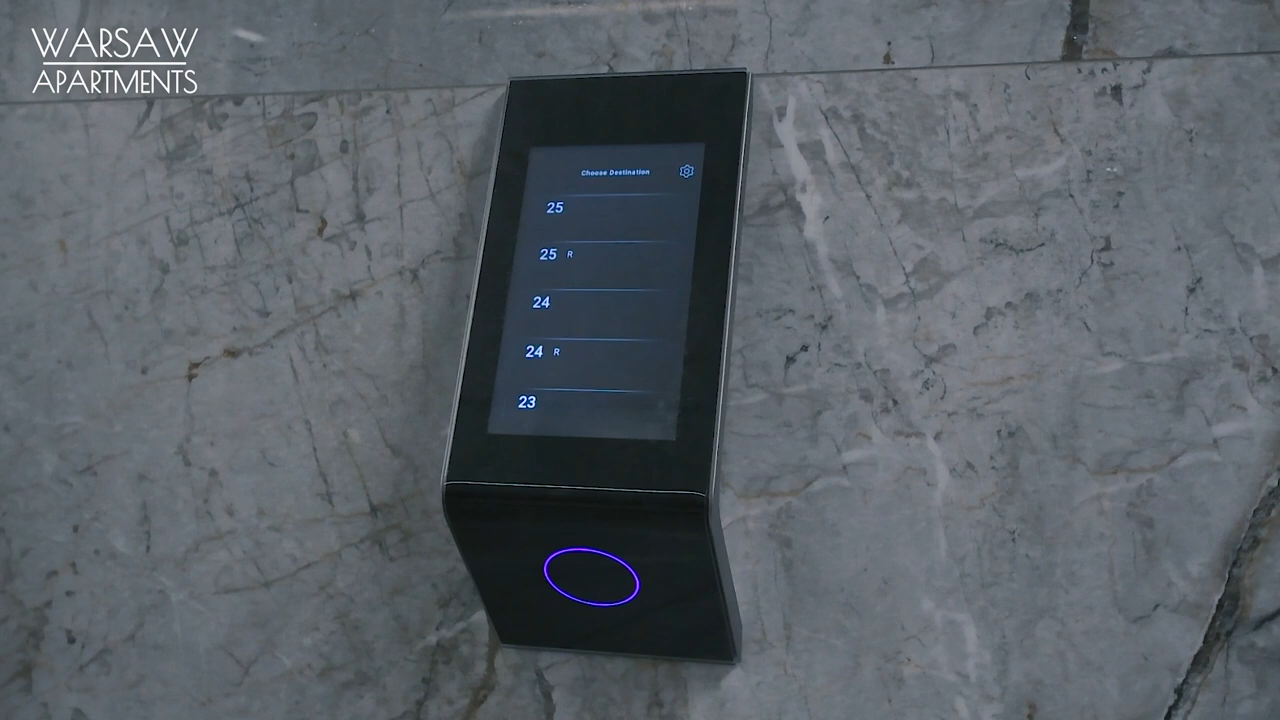 WARSAW
APARTMENTS
Choose Destination
25
25 R
24
24 R
23